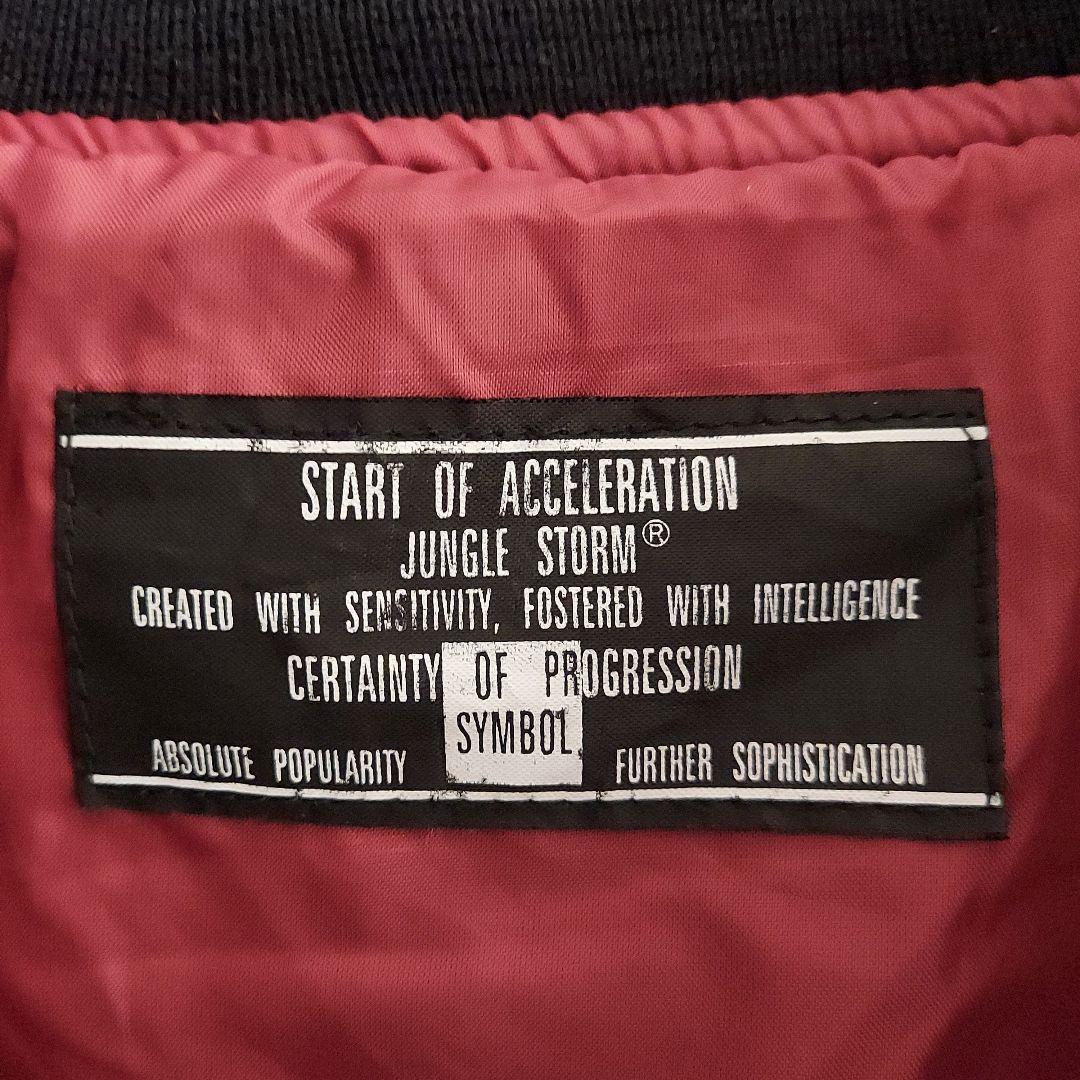 START OF ACCELERATION
JUNGLE STORM®
CREATED WITH SENSITIVITY, FOSTERED WITH INTELLIGENCE
CERTAINTY OF PROGRESSION
SYMBOL
ABSOLUTE POPULARITY FURTHER SOPHISTICATION